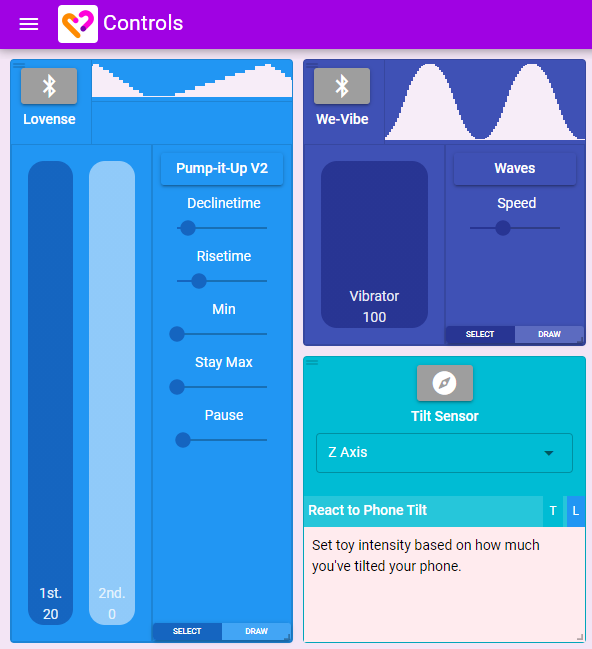 Controls
Lovense
Pump-it-Up V2
Declinetime
Risetime
Min
Stay Max
Pause
1st.
20
2nd.
0
SELECT
DRAW
We-Vibe
Waves
Speed
Vibrator
100
SELECT
DRAW
Tilt Sensor
Z Axis
React to Phone Tilt
T
L
Set toy intensity based on how much
you've tilted your phone.